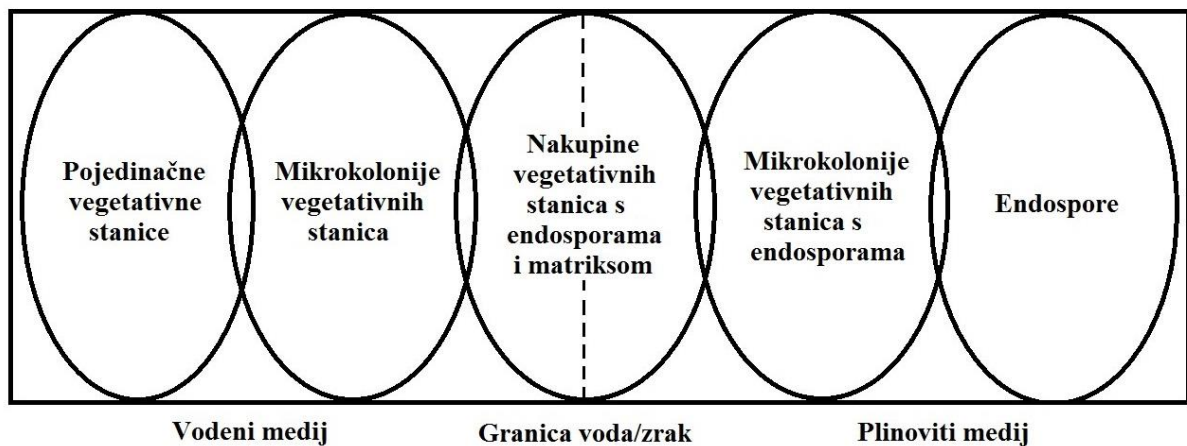 Pojedinačne
vegetativne
stanice
Mikrokolonije
vegetativnih
stanica
Nakupine
vegetativnih
stanica s
endosporama
i matriksom
Mikrokolonije
vegetativnih
stanica s
endosporama
Endospore
Vodeni medij
Granica voda/zrak
Plinoviti medij